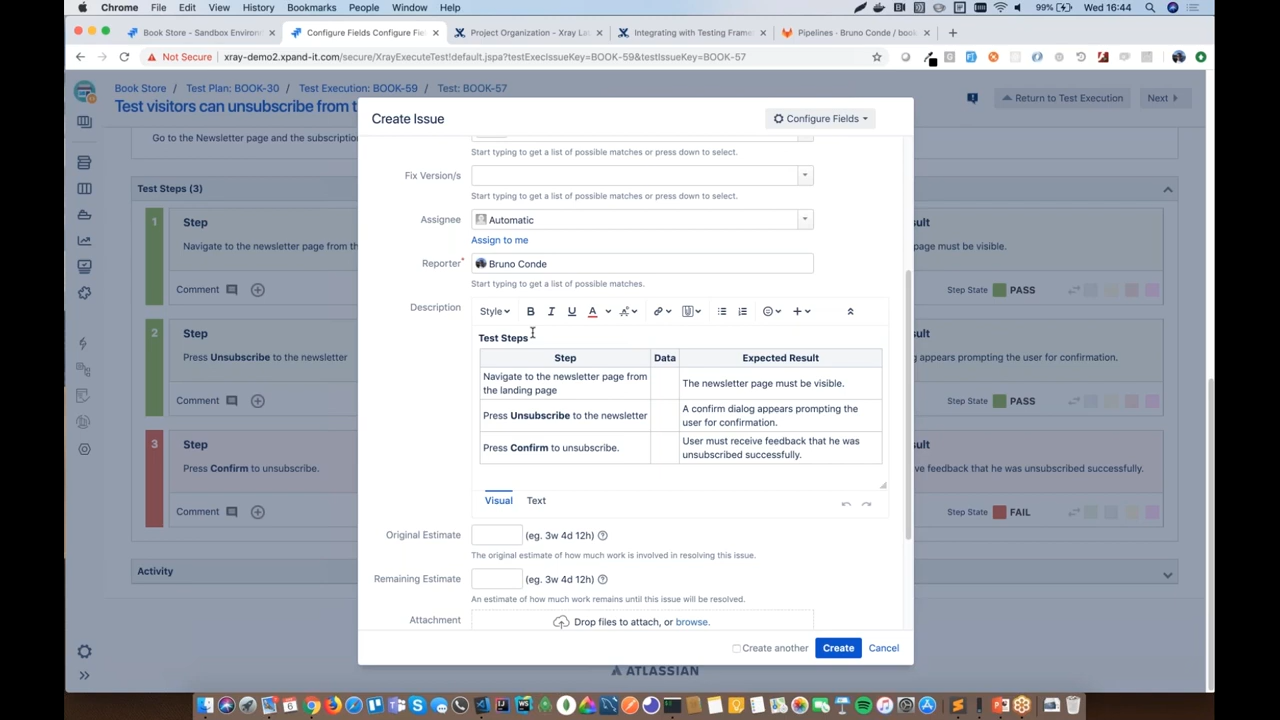 Chrome File Edit View History Bookmarks People Window Help 99% Wed 16:44
Book Store - Sandbox Environ Configure Fields Configure Fie Project Organization - Xray La Integrating with Testing Fram Pipelines · Bruno Conde / book
Not Secure xray-demo2.xpand-it.com/secure/XrayExecuteTest!default.jspa?testExecIssueKey=BOOK-59&testIssueKey=BOOK-57
Book Store / Test Plan: BOOK-30 / Test Execution: BOOK-59 / Test: BOOK-57
Test visitors can unsubscribe from t
Return to Test Execution Next
Create Issue
Configure Fields
Go to the Newsletter page and the subscription
Start typing to get a list of possible matches or press down to select.
Fix Version/s
Start typing to get a list of possible matches or press down to select.
Test Steps (3)
Assignee Automatic
Assign to me
Reporter* Bruno Conde
Start typing to get a list of possible matches.
Description
Style B I U A
Test Steps
Step Data Expected Result
Navigate to the newsletter page from the landing page
The newsletter page must be visible.
Press Unsubscribe to the newsletter
A confirm dialog appears prompting the user for confirmation.
Press Confirm to unsubscribe.
User must receive feedback that he was unsubscribed successfully.
Visual Text
Original Estimate (eg. 3w 4d 12h)
The original estimate of how much work is involved in resolving this issue.
Remaining Estimate (eg. 3w 4d 12h)
An estimate of how much work remains until this issue will be resolved.
Attachment Drop files to attach, or browse.
Create another Create Cancel
1 Step
Navigate to the newsletter page from th
Comment
sult
page must be visible.
Step State PASS
2 Step
Press Unsubscribe to the newsletter
Comment
sult
g appears prompting the user for confirmation.
Step State PASS
3 Step
Press Confirm to unsubscribe.
Comment
sult
ve feedback that he was unsubscribed successfully.
Step State FAIL
Activity
ATLASSIAN